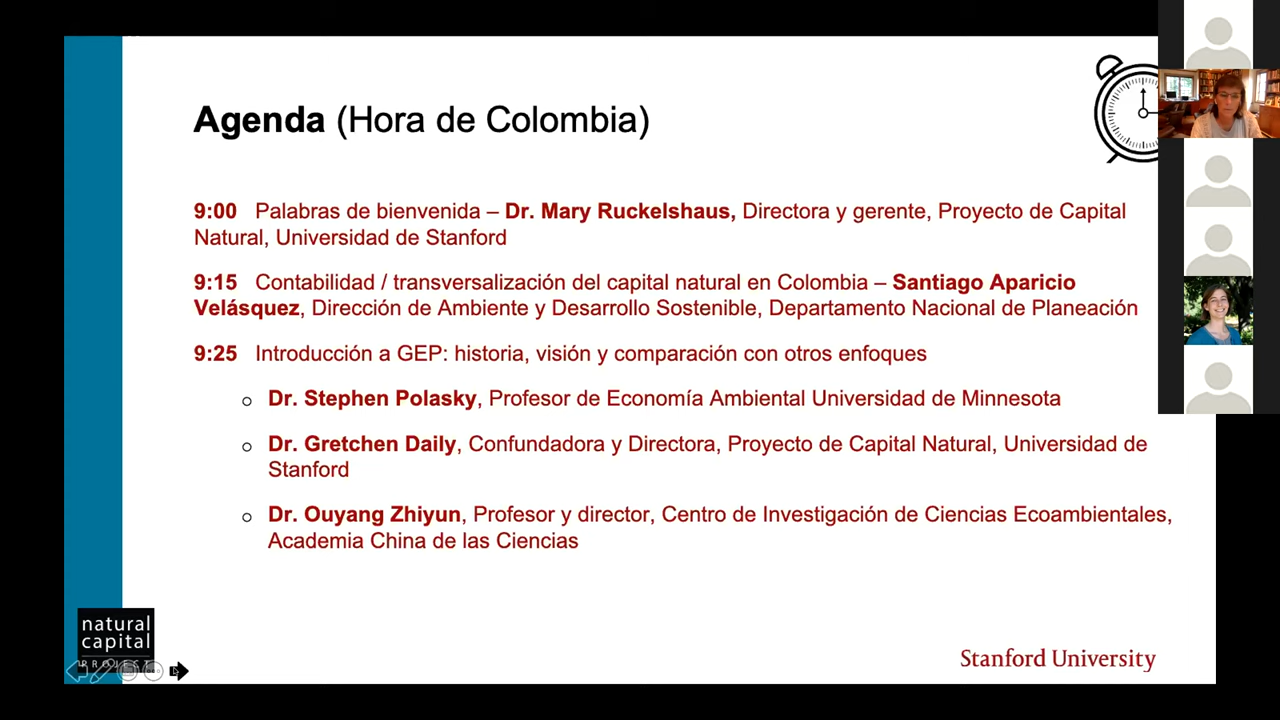 Agenda (Hora de Colombia)
9:00 Palabras de bienvenida – Dr. Mary Ruckelshaus, Directora y gerente, Proyecto de Capital
Natural, Universidad de Stanford
9:15 Contabilidad / transversalización del capital natural en Colombia – Santiago Aparicio
Velásquez, Dirección de Ambiente y Desarrollo Sostenible, Departamento Nacional de Planeación
9:25 Introducción a GEP: historia, visión y comparación con otros enfoques
Dr. Stephen Polasky, Profesor de Economía Ambiental Universidad de Minnesota
Dr. Gretchen Daily, Confundadora y Directora, Proyecto de Capital Natural, Universidad de
Stanford
Dr. Ouyang Zhiyun, Profesor y director, Centro de Investigación de Ciencias Ecoambientales,
Academia China de las Ciencias
natural
capital
PROJECT
Stanford University